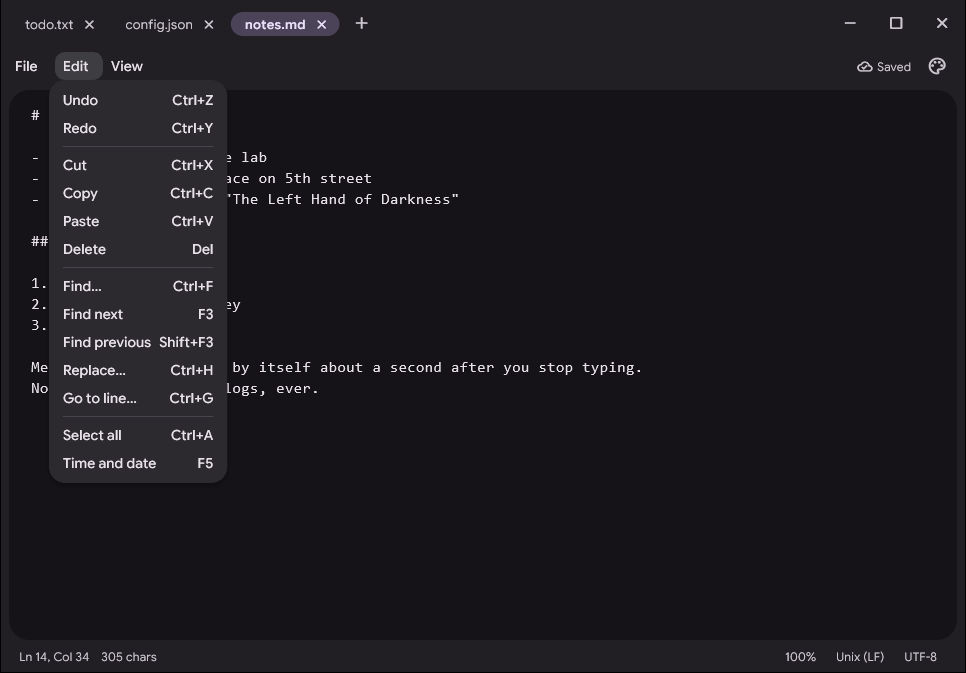 todo.txt config.json notes.md
File Edit View Saved
Undo Ctrl+Z
#
Redo Ctrl+Y
- lab
Cut Ctrl+X
- on 5th street
Copy Ctrl+C
- "The Left Hand of Darkness"
Paste Ctrl+V
##
Delete Del
1.
Find... Ctrl+F
2.
Find next F3
3.
Find previous Shift+F3
Me by itself about a second after you stop typing.
Replace... Ctrl+H
No logs, ever.
Go to line... Ctrl+G
Select all Ctrl+A
Time and date F5
Ln 14, Col 34 305 chars 100% Unix (LF) UTF-8